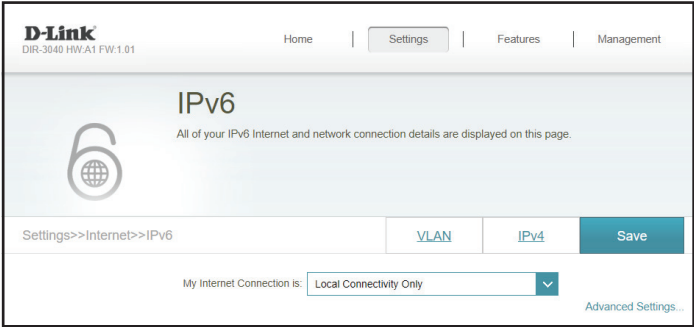 D-Link
DIR-3040 HW:A1 FW:1.01
Home | Settings | Features | Management
IPv6
All of your IPv6 Internet and network connection details are displayed on this page.
Settings>>Internet>>IPv6 VLAN IPv4 Save
My Internet Connection is: Local Connectivity Only
Advanced Settings...